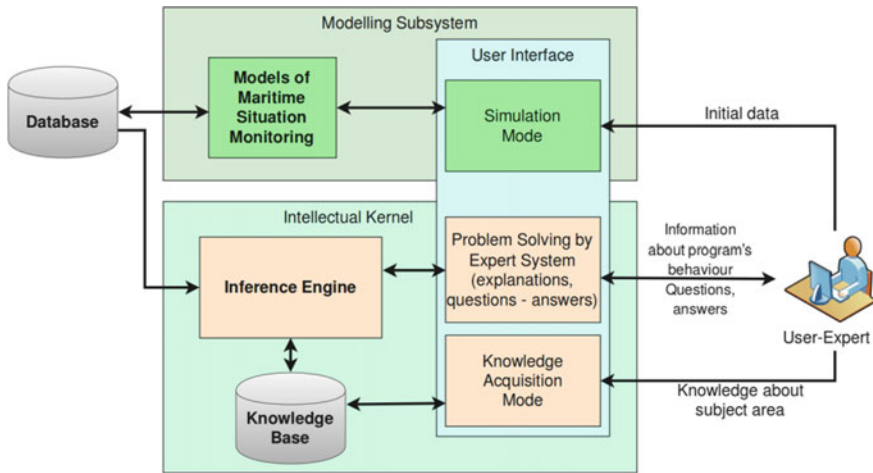 Modelling Subsystem
User Interface
Models of
Maritime
Situation
Monitoring
Database
Simulation
Mode
Initial data
Intellectual Kernel
Inference Engine
Problem Solving by
Expert System
(explanations,
questions - answers)
Information
about program's
behaviour
Questions,
answers
User-Expert
Knowledge
Acquisition
Mode
Knowledge about
subject area
Knowledge
Base